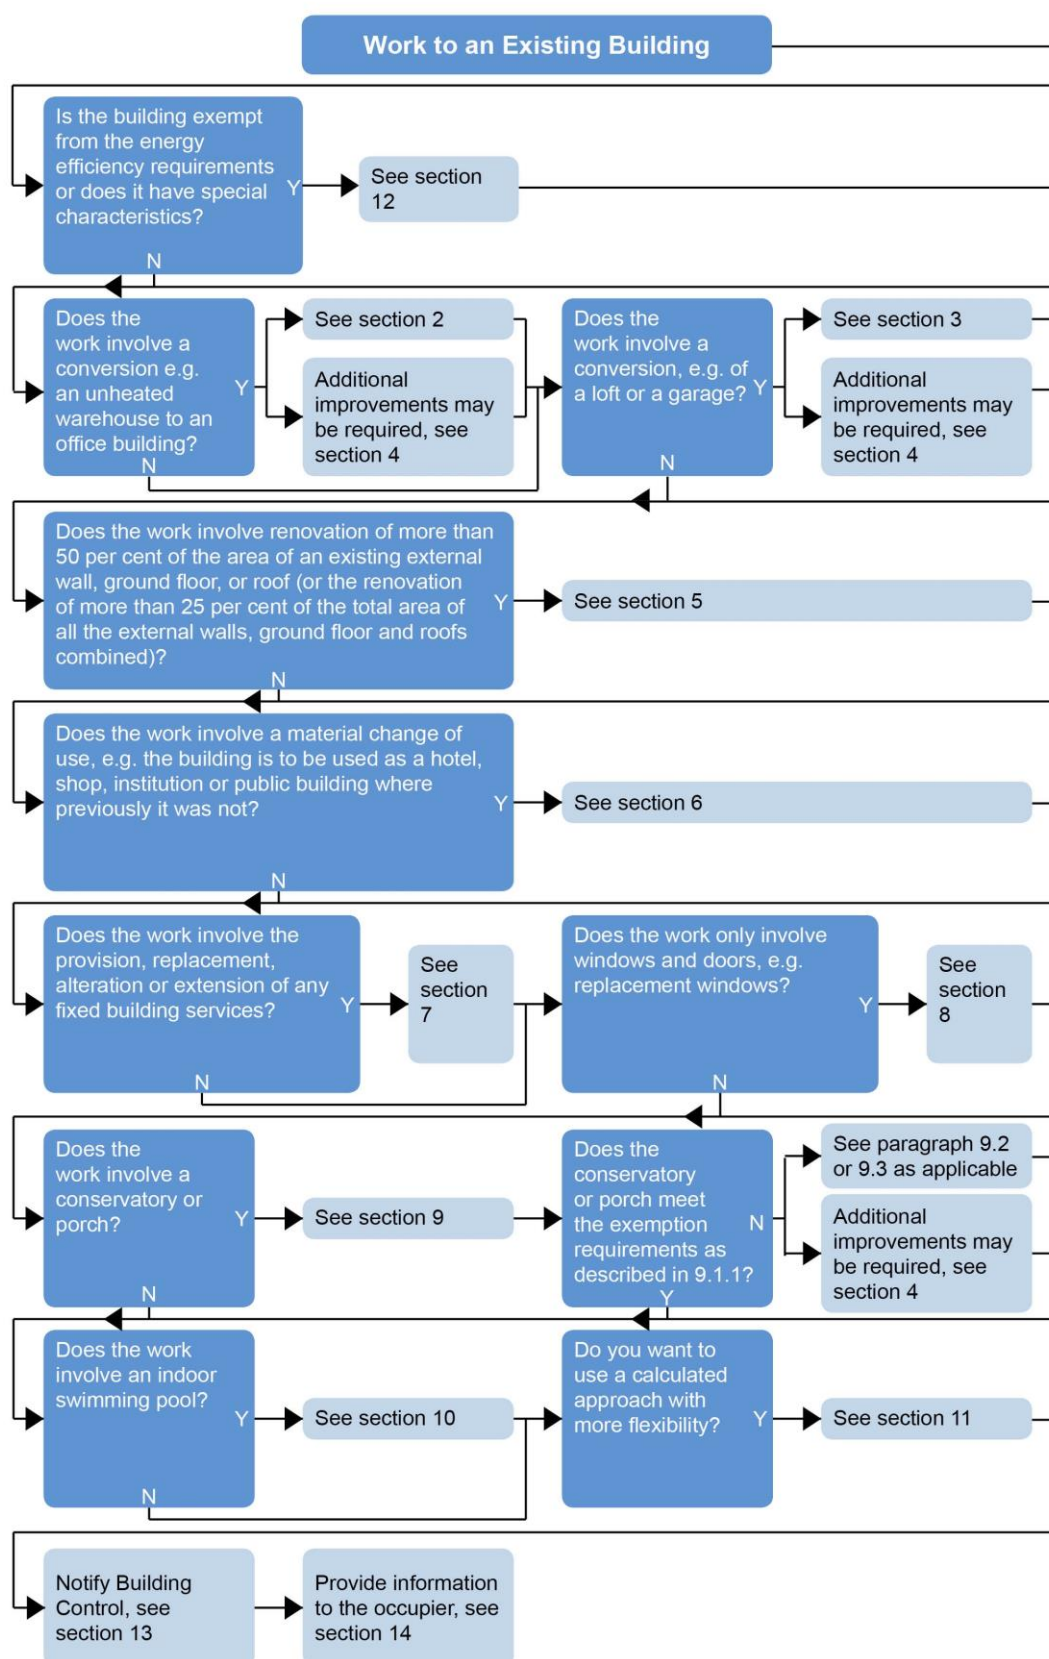 Work to an Existing Building
Is the building exempt
from the energy
efficiency requirements
or does it have special
characteristics?
Y
N
See section
12
Does the
work involve a
conversion e.g.
an unheated
warehouse to an
office building?
Y
N
See section 2
Additional
improvements may
be required, see
section 4
Does the
work involve a
conversion, e.g. of
a loft or a garage?
Y
N
See section 3
Additional
improvements may
be required, see
section 4
Does the work involve renovation of more than
50 per cent of the area of an existing external
wall, ground floor, or roof (or the renovation
of more than 25 per cent of the total area of
all the external walls, ground floor and roofs
combined)?
Y
N
See section 5
Does the work involve a material change of
use, e.g. the building is to be used as a hotel,
shop, institution or public building where
previously it was not?
Y
N
See section 6
Does the work involve the
provision, replacement,
alteration or extension of any
fixed building services?
Y
N
See
section
7
Does the work only involve
windows and doors, e.g.
replacement windows?
Y
N
See
section
8
Does the
work involve a
conservatory or
porch?
Y
N
See section 9
Does the
conservatory
or porch meet
the exemption
requirements as
described in 9.1.1?
N
Y
See paragraph 9.2
or 9.3 as applicable
Additional
improvements may
be required, see
section 4
Does the work
involve an indoor
swimming pool?
Y
N
See section 10
Do you want to
use a calculated
approach with
more flexibility?
Y
See section 11
Notify Building
Control, see
section 13
Provide information
to the occupier, see
section 14